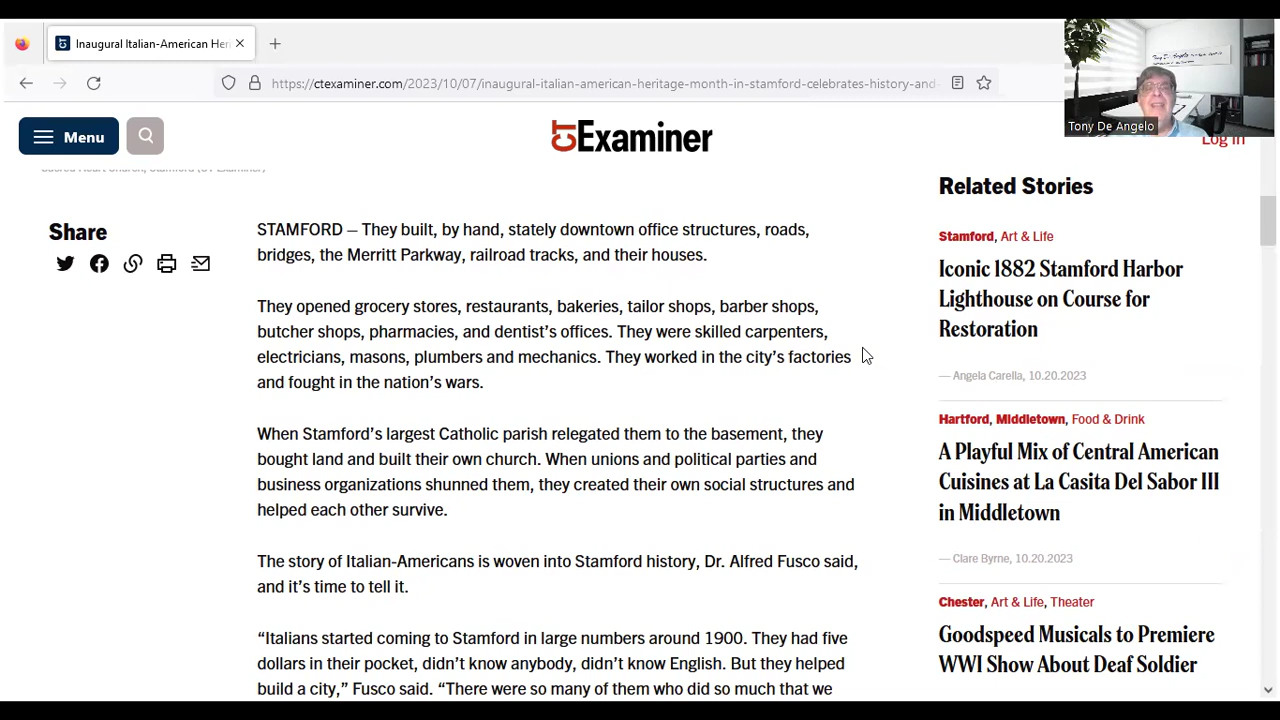 Inaugural Italian-American Her
https://ctexaminer.com/2023/10/
/inaugural-italian-american-heritage-month-in-stamford-celebrates-history-and-
Tony De Angelo
Menu
CT Examiner
Log In
Sacred Heart Church, Stamford (CT Examiner)
Share
STAMFORD — They built, by hand, stately downtown office structures, roads,
bridges, the Merritt Parkway, railroad tracks, and their houses.
They opened grocery stores, restaurants, bakeries, tailor shops, barber shops,
butcher shops, pharmacies, and dentist’s offices. They were skilled carpenters,
electricians, masons, plumbers and mechanics. They worked in the city’s factories
and fought in the nation’s wars.
When Stamford’s largest Catholic parish relegated them to the basement, they
bought land and built their own church. When unions and political parties and
business organizations shunned them, they created their own social structures and
helped each other survive.
The story of Italian-Americans is woven into Stamford history, Dr. Alfred Fusco said,
and it’s time to tell it.
“Italians started coming to Stamford in large numbers around 1900. They had five
dollars in their pocket, didn’t know anybody, didn’t know English. But they helped
build a city,” Fusco said. “There were so many of them who did so much that we
Related Stories
Stamford, Art & Life
Iconic 1882 Stamford Harbor
Lighthouse on Course for
Restoration
— Angela Carella, 10.20.2023
Hartford, Middletown, Food & Drink
A Playful Mix of Central American
Cuisines at La Casita Del Sabor III
in Middletown
— Clare Byrne, 10.20.2023
Chester, Art & Life, Theater
Goodspeed Musicals to Premiere
WWI Show About Deaf Soldier